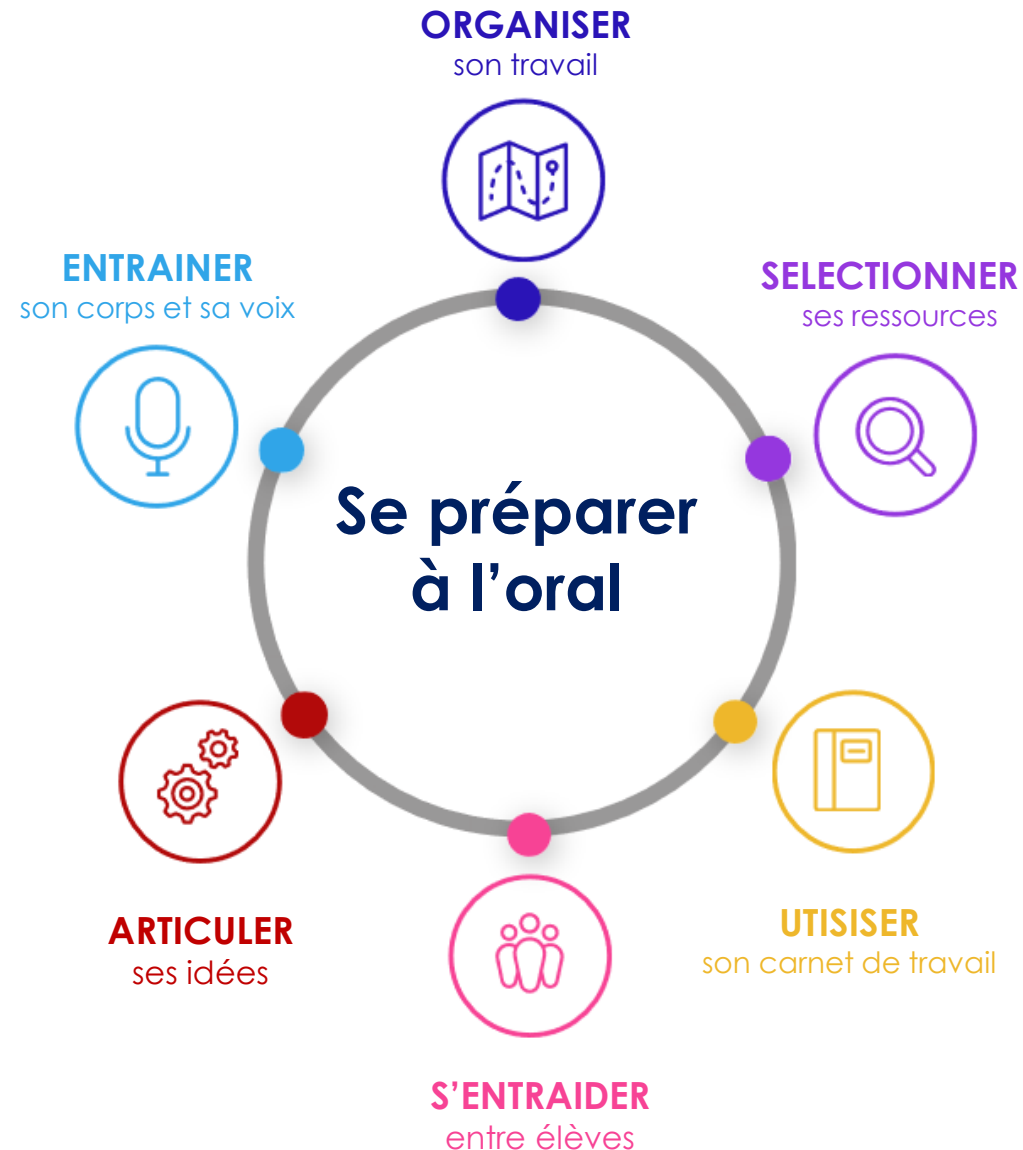 ORGANISER
son travail
ENTRAINER
son corps et sa voix
SELECTIONNER
ses ressources
Se préparer
à l’oral
ARTICULER
ses idées
UTISISER
son carnet de travail
S’ENTRAIDER
entre élèves